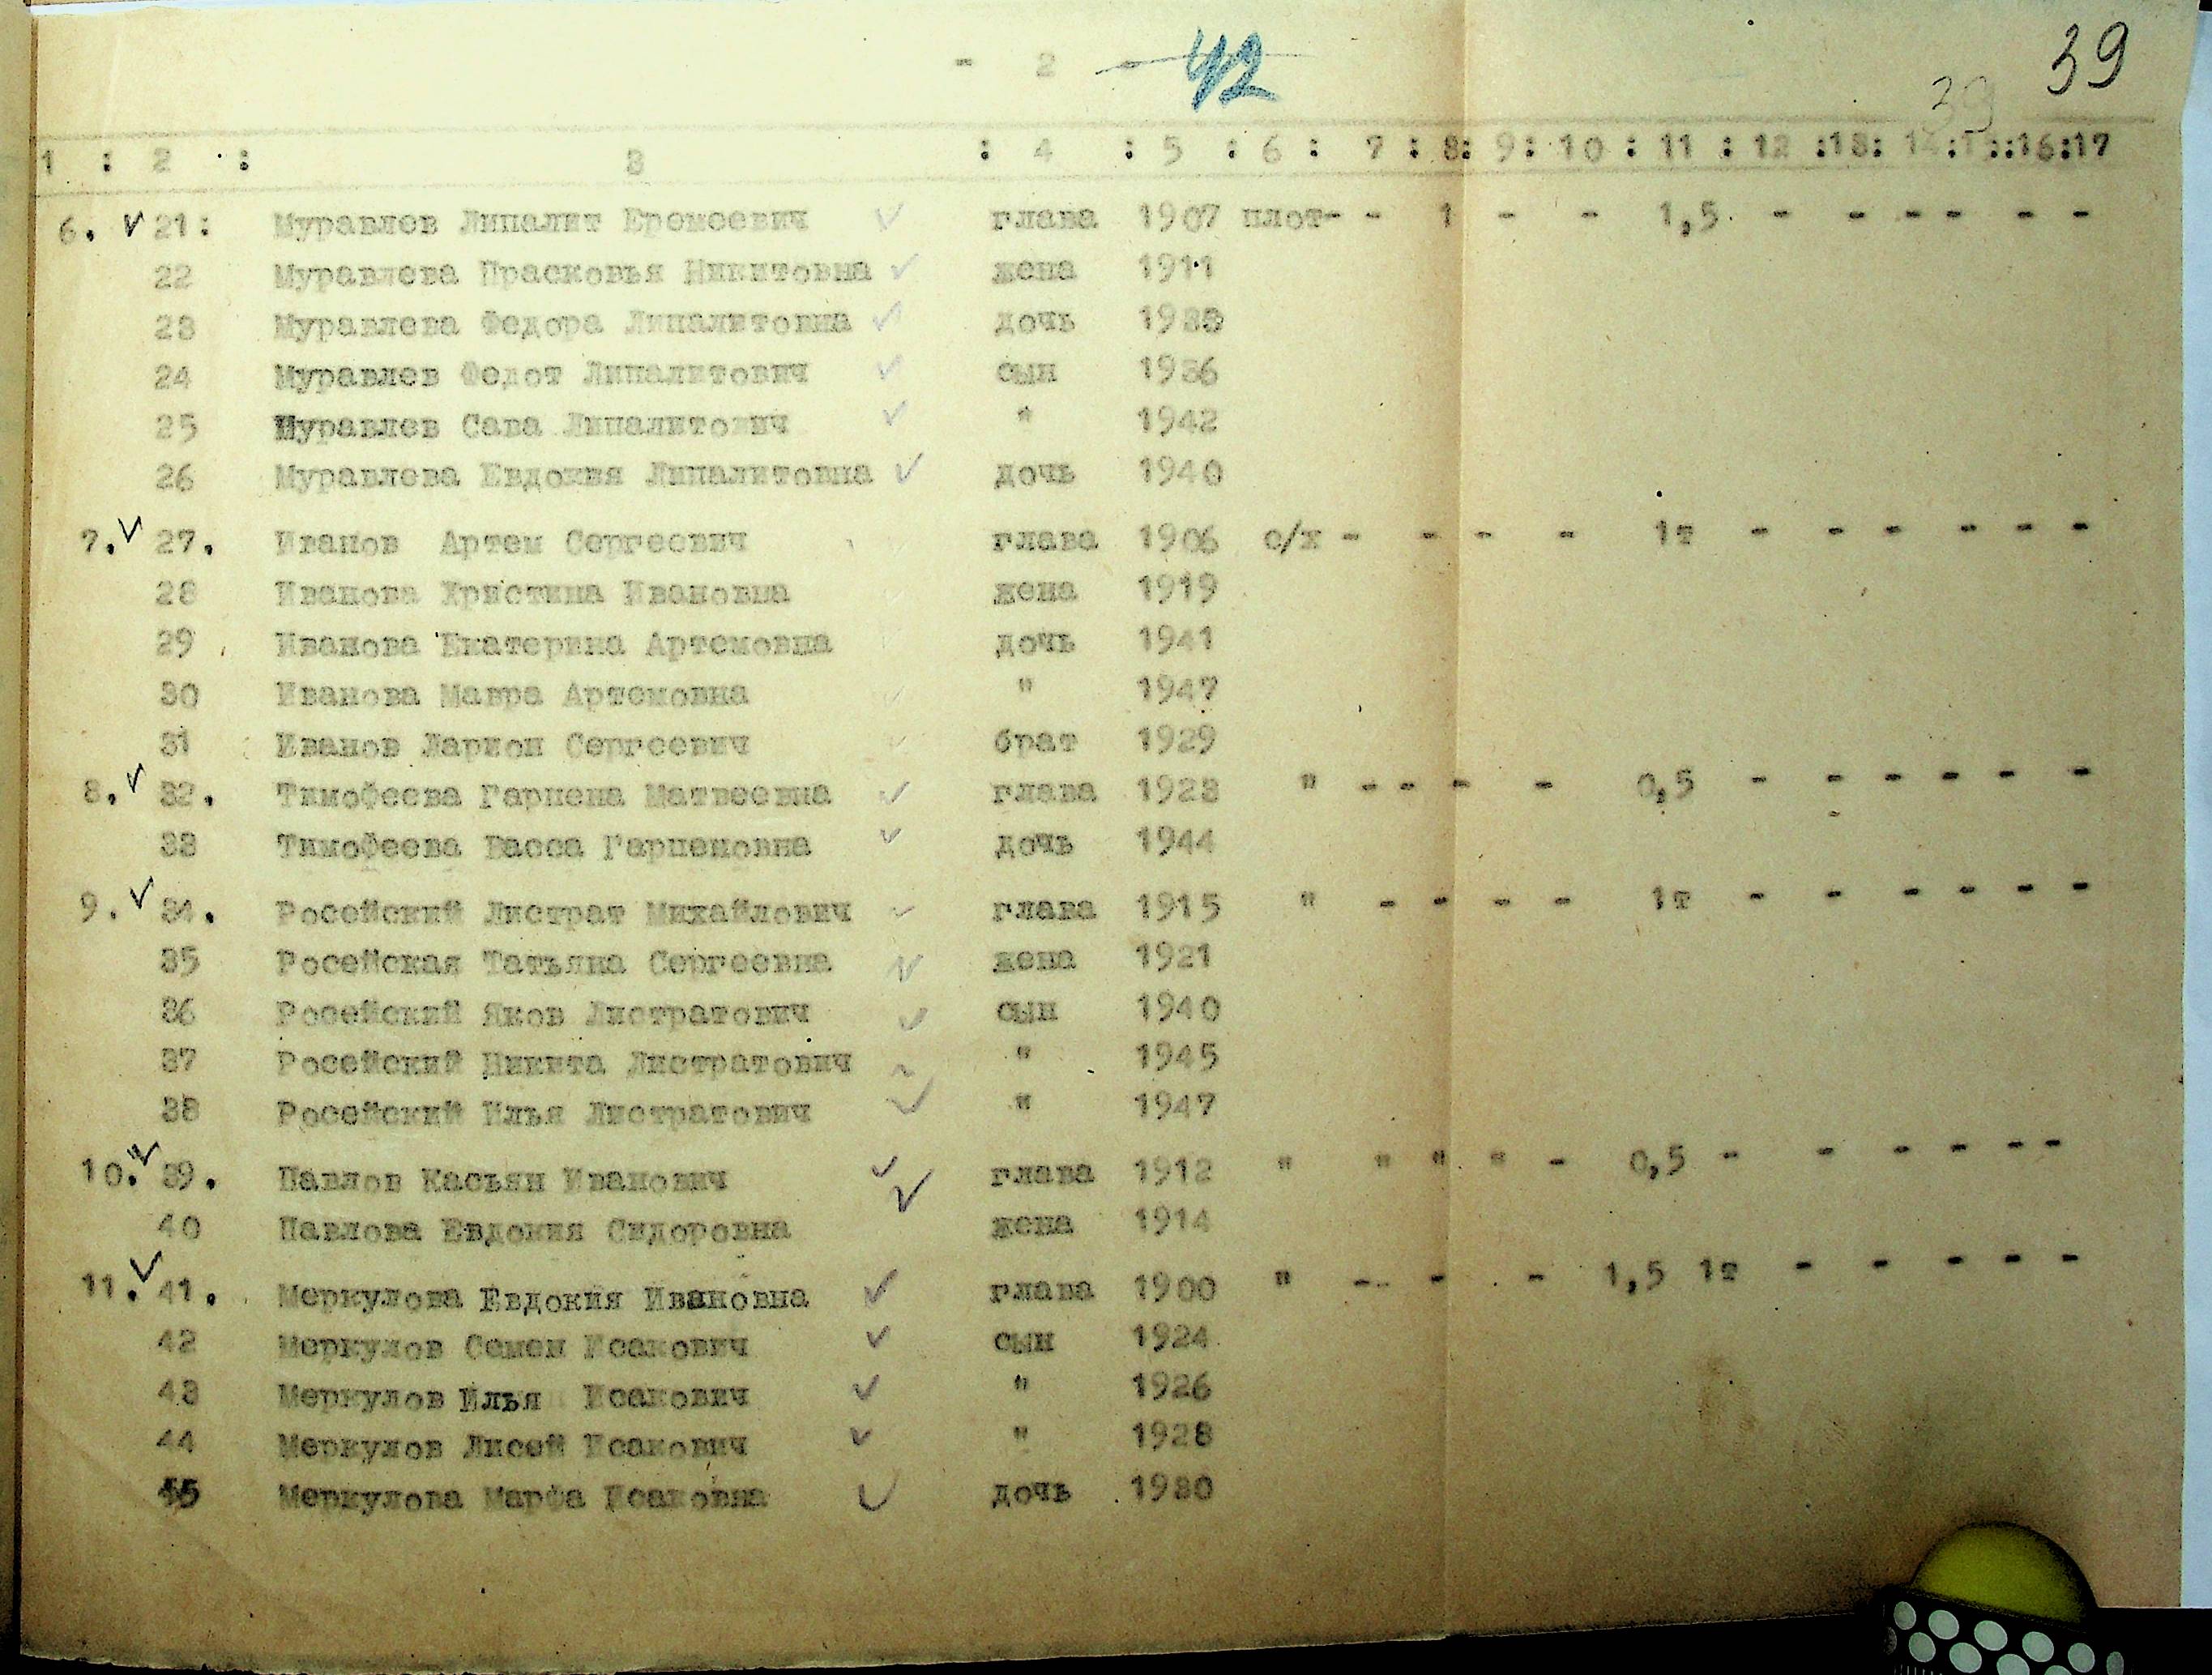 - 2 - 42
39
39
1 : 2 : 3 : 4 : 5 : 6 : 7 : 8: 9: 10 : 11 : 12 :13: 14:15::16:17
6. 21: Муравлев Липалит Еремеевич глава 1907 плот- - 1 - - 1,5 - - - - - -
22 Муравлева Прасковья Никитовна жена 1911
23 Муравлева Федора Липалитовна дочь
24 Муравлев Федот Липалитович сын 1936
25 Муравлев Сава Липалитович " 1942
26 Муравлева Евдокия Липалитовна дочь 1940
7. 27. Иванов Артем Сергеевич глава 1906 с/х - - - - 1т - - - - - -
28 Иванова Христина Ивановна жена 1919
29 Иванова Екатерина Артемовна дочь 1941
30 Иванова Мавра Артемовна " 1947
31 Иванов Ларион Сергеевич брат 1929
8. 32. Тимофеева Гарпена Матвеевна глава 1923 " - - - - 0,5 - - - - - -
33 Тимофеева Васса Гарпеновна дочь 1944
9. 34. Росейский Листрат Михайлович глава 1915 " - - - - 1т - - - - - -
35 Росейская Татьяна Сергеевна жена 1921
36 Росейский Яков Листратович сын 1940
37 Росейский Никита Листратович " 1945
38 Росейский Илья Листратович " 1947
10. 39. Павлов Касьян Иванович глава 1912 " " " " - 0,5 - - - - - -
40 Павлова Евдокия Сидоровна жена 1914
11. 41. Меркулова Евдокия Ивановна глава 1900 " - - - 1,5 1т - - - - -
42 Меркулов Семен Исакович сын 1924
43 Меркулов Илья Исакович " 1926
44 Меркулов Лисей Исакович " 1928
45 Меркулова Марфа Исаковна дочь 1930